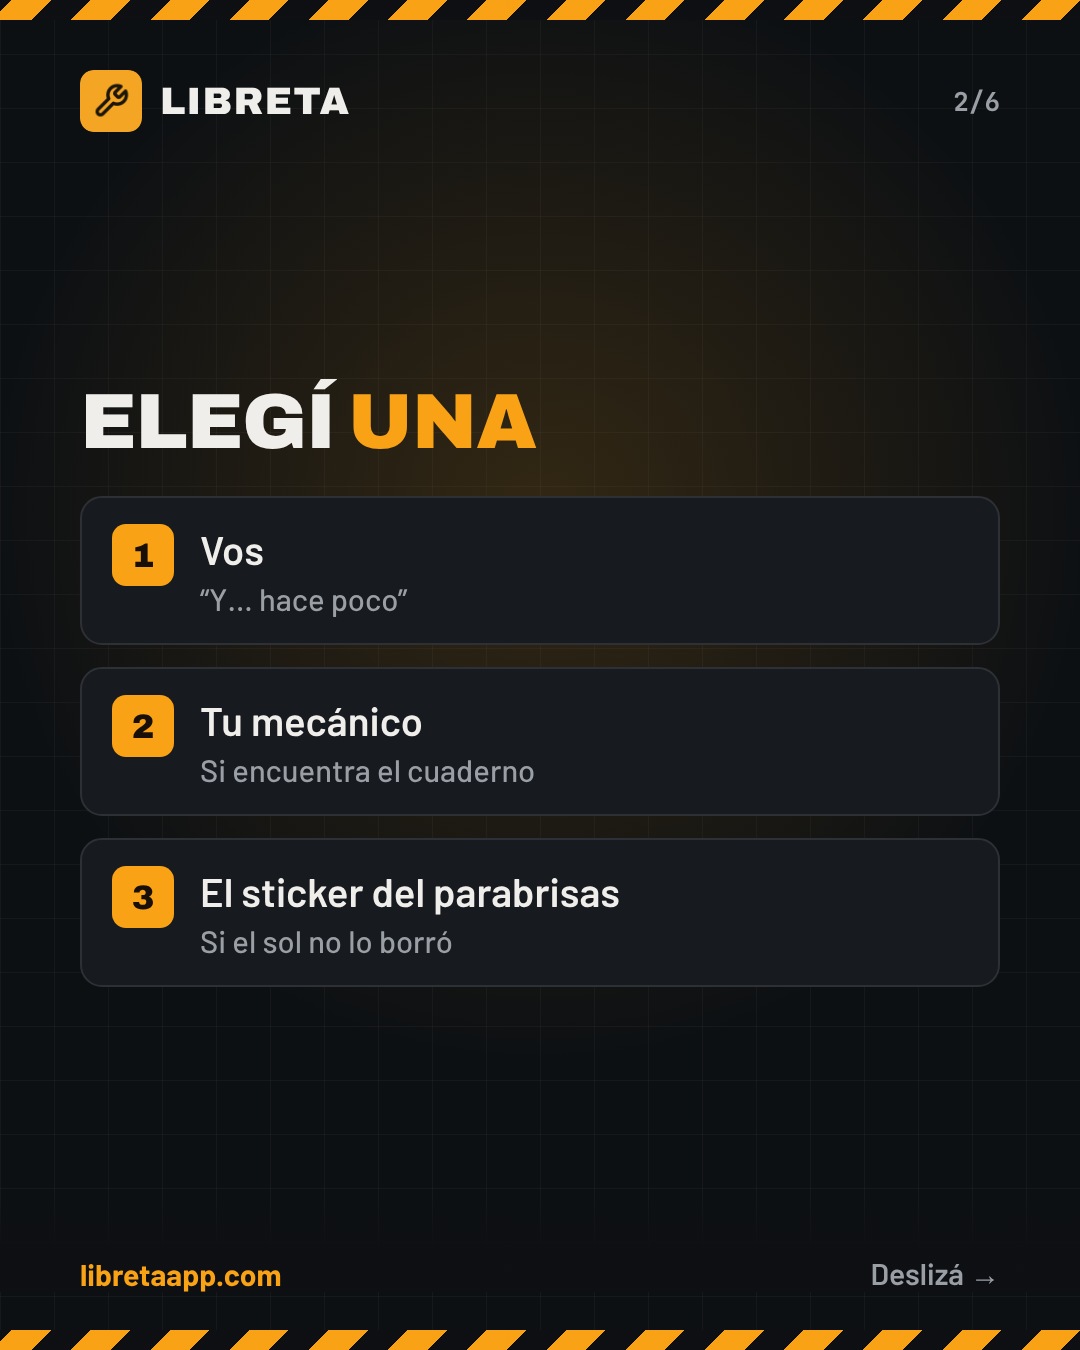 LIBRETA
2/6
ELEGÍ UNA
1
Vos
“Y... hace poco”
2
Tu mecánico
Si encuentra el cuaderno
3
El sticker del parabrisas
Si el sol no lo borró
libretaapp.com
Deslizá →